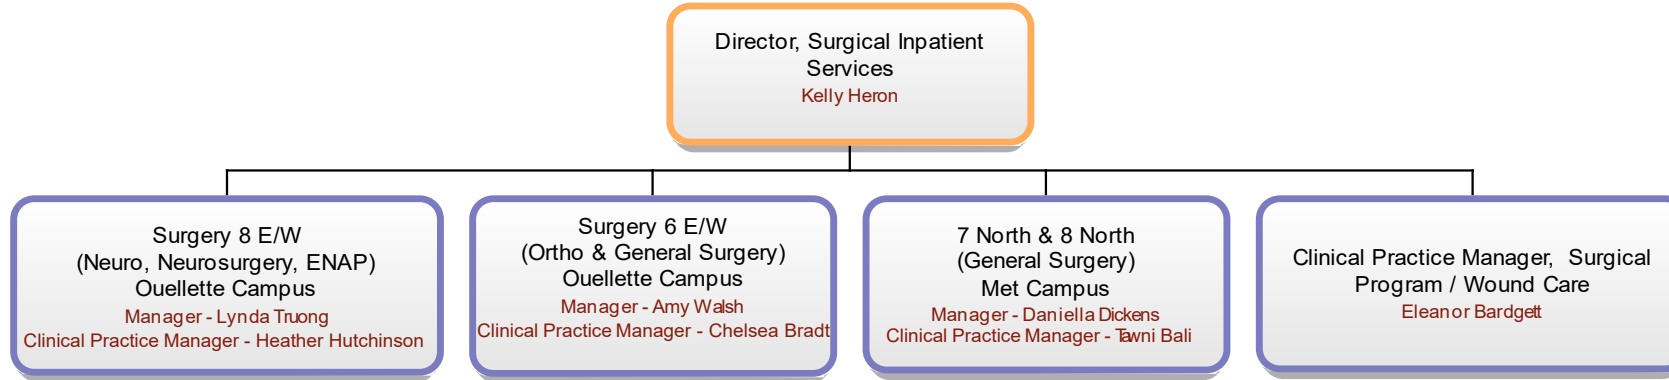 Director, Surgical Inpatient
Services
Kelly Heron
Surgery 8 E/W
(Neuro, Neurosurgery, ENAP)
Ouellette Campus
Manager - Lynda Truong
Clinical Practice Manager - Heather Hutchinson
Surgery 6 E/W
(Ortho & General Surgery)
Ouellette Campus
Manager - Amy Walsh
Clinical Practice Manager - Chelsea Bradt
7 North & 8 North
(General Surgery)
Met Campus
Manager - Daniella Dickens
Clinical Practice Manager - Tawni Bali
Clinical Practice Manager, Surgical
Program / Wound Care
Eleanor Bardgett